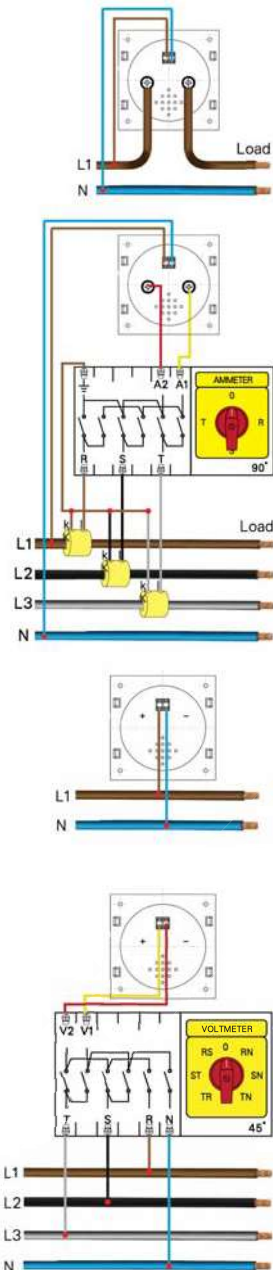 Load
L1
N
A2 A1
AMMETER
0
T R
S
R S T
90°
k
k
k
Load
L1
L2
L3
N
+ -
L1
N
+ -
V2 V1
VOLTMETER
0
RS RN
ST SN
TR TN
T S R N
45°
L1
L2
L3
N